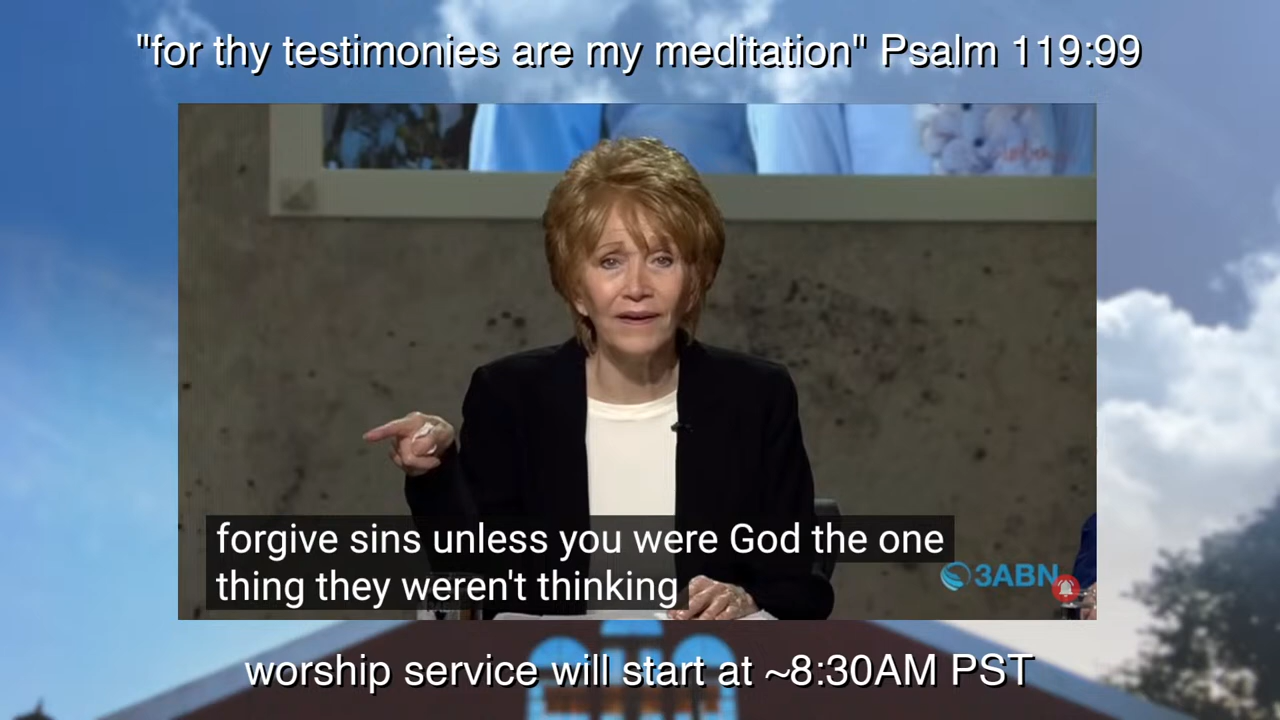 "for thy testimonies are my meditation" Psalm 119:99
forgive sins unless you were God the one
thing they weren't thinking
3ABN
worship service will start at ~8:30AM PST